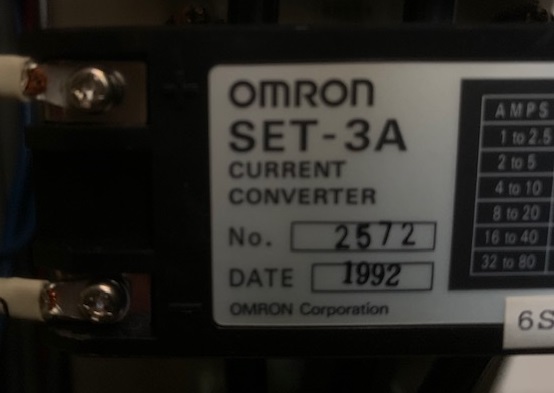 OMRON
SET-3A
CURRENT
CONVERTER
No. 2572
DATE 1992
OMRON Corporation
AMPS
1 to 2.5
2 to 5
4 to 10
8 to 20
16 to 40
32 to 80
6S